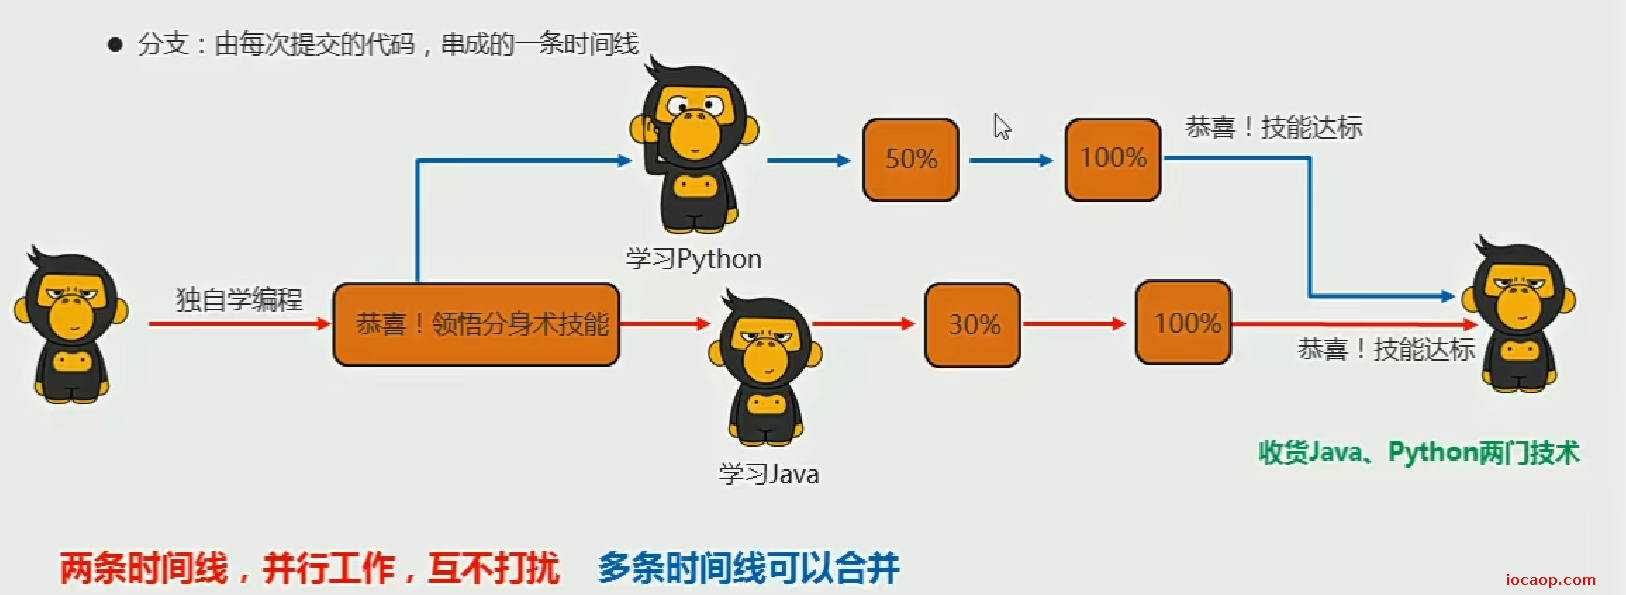 分支：由每次提交的代码，串成的一条时间线
50%
100%
恭喜！技能达标
学习Python
独自学编程
恭喜！领悟分身术技能
30%
100%
恭喜！技能达标
学习Java
收货Java、Python两门技术
两条时间线，并行工作，互不打扰 多条时间线可以合并
iocaop.com